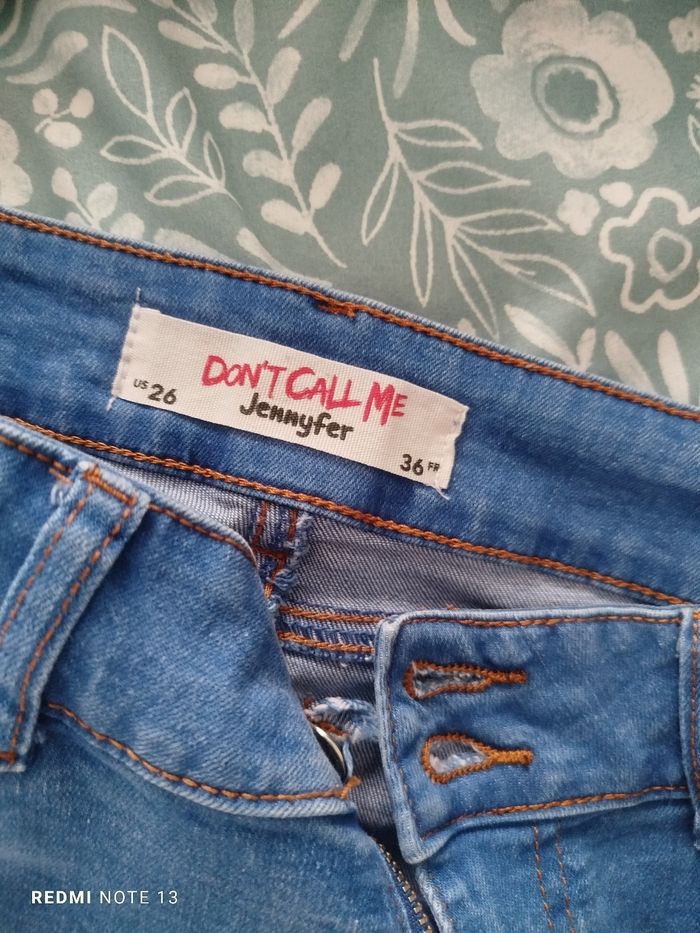 DON'T CALL ME
Jennyfer
US 26
36 FR
REDMI NOTE 13